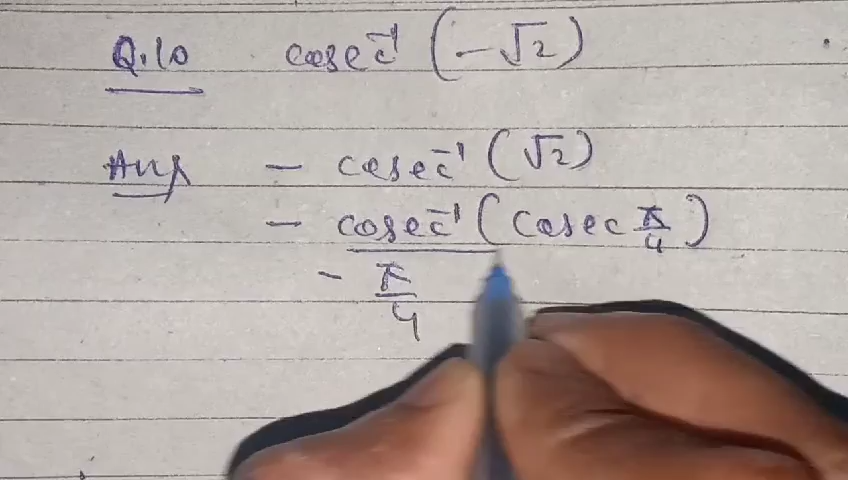 Q.10 cosec⁻¹ (-√2)
Ans - cosec⁻¹ (√2)
- cosec⁻¹ (cosec π/4)
- π/4